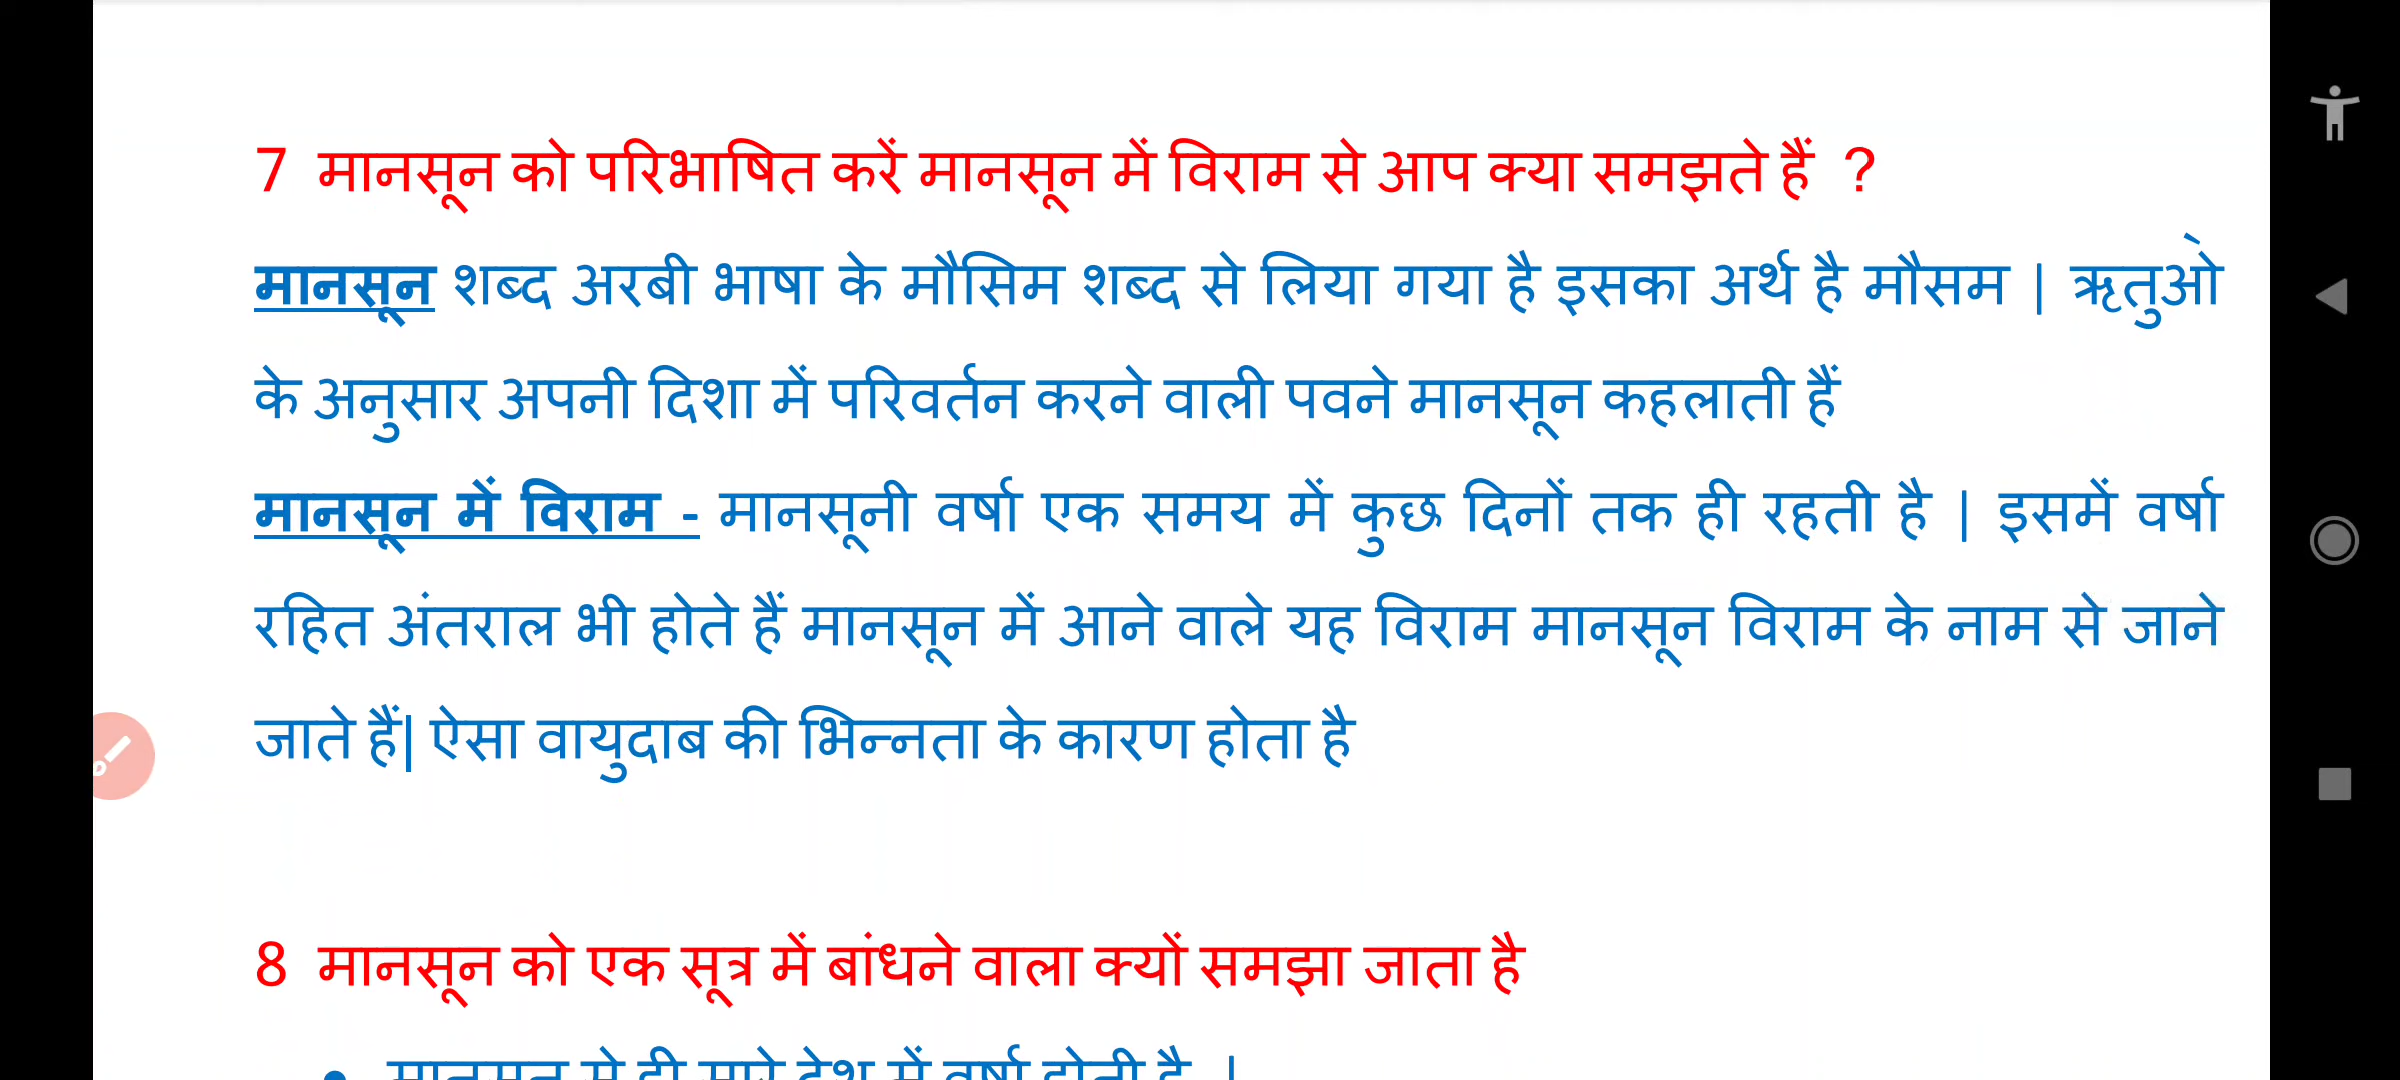 7 मानसून को परिभाषित करें मानसून में विराम से आप क्या समझते हैं ?
मानसून शब्द अरबी भाषा के मौसिम शब्द से लिया गया है इसका अर्थ है मौसम | ऋतुओे
के अनुसार अपनी दिशा में परिवर्तन करने वाली पवने मानसून कहलाती हैं
मानसून में विराम - मानसूनी वर्षा एक समय में कुछ दिनों तक ही रहती है | इसमें वर्षा
रहित अंतराल भी होते हैं मानसून में आने वाले यह विराम मानसून विराम के नाम से जाने
जाते हैं| ऐसा वायुदाब की भिन्नता के कारण होता है
8 मानसून को एक सूत्र में बांधने वाला क्यों समझा जाता है
• मानसून से ही सारे देश में वर्षा होती है |